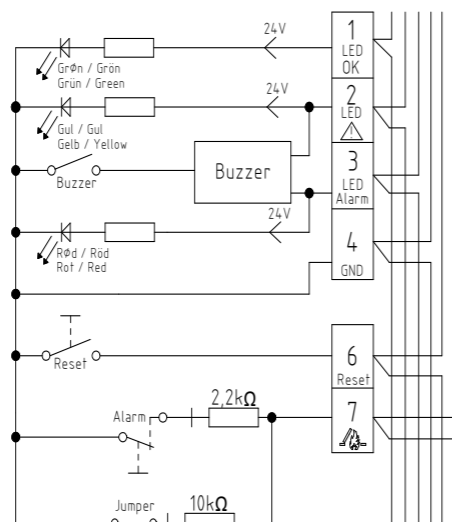 24V
1
LED
OK
Grøn / Grön
Grün / Green
24V
2
LED
Gul / Gul
Gelb / Yellow
Buzzer
Buzzer
3
LED
Alarm
24V
Rød / Röd
Rot / Red
4
GND
Reset
6
Reset
Alarm
2,2kΩ
7
Jumper
10kΩ